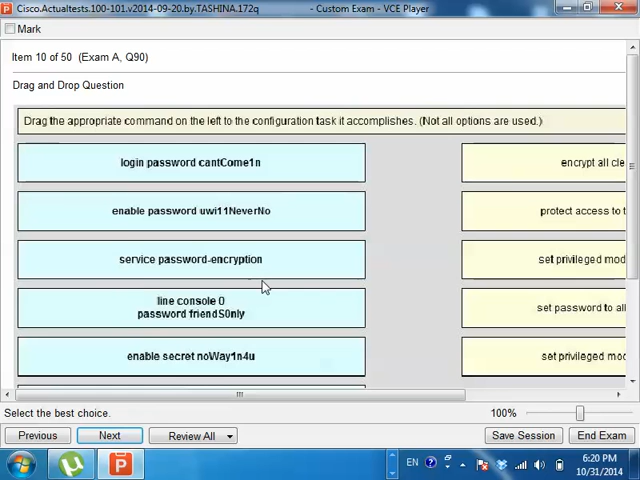 Cisco.Actualtests.100-101.v2014-09-20.by.TASHINA.172q - Custom Exam - VCE Player
Mark
Item 10 of 50 (Exam A, Q90)
Drag and Drop Question
Drag the appropriate command on the left to the configuration task it accomplishes. (Not all options are used.)
login password cantCome1n
encrypt all cle
enable password uwi11NeverNo
protect access to t
service password-encryption
set privileged mod
line console 0
password friendS0nly
set password to all
enable secret noWay1n4u
set privileged mod
Select the best choice.
100%
Previous
Next
Review All
Save Session
End Exam
EN
6:20 PM
10/31/2014